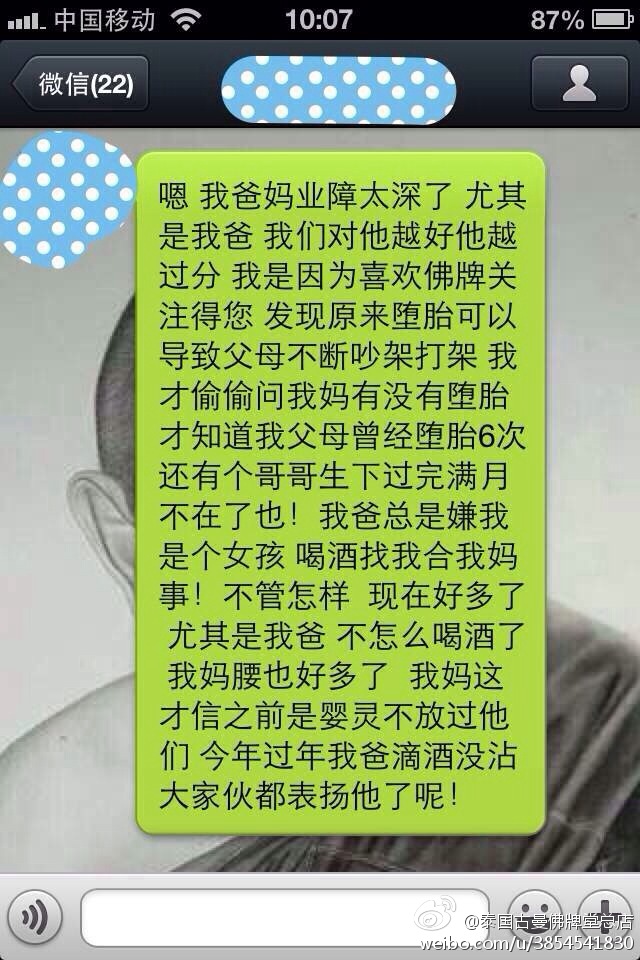 中国移动 10:07 87%
微信(22)
嗯 我爸妈业障太深了 尤其
是我爸 我们对他越好他越
过分 我是因为喜欢佛牌关
注得您 发现原来堕胎可以
导致父母不断吵架打架 我
才偷偷问我妈有没有堕胎
才知道我父母曾经堕胎6次
还有个哥哥生下过完满月
不在了也！ 我爸总是嫌我
是个女孩 喝酒找我合我妈
事！不管怎样 现在好多了
尤其是我爸 不怎么喝酒了
我妈腰也好多了 我妈这
才信之前是婴灵不放过他
们 今年过年我爸滴酒没沾
大家伙都表扬他了呢！
@泰国古曼佛牌堂总店
weibo.com/u/3854541830